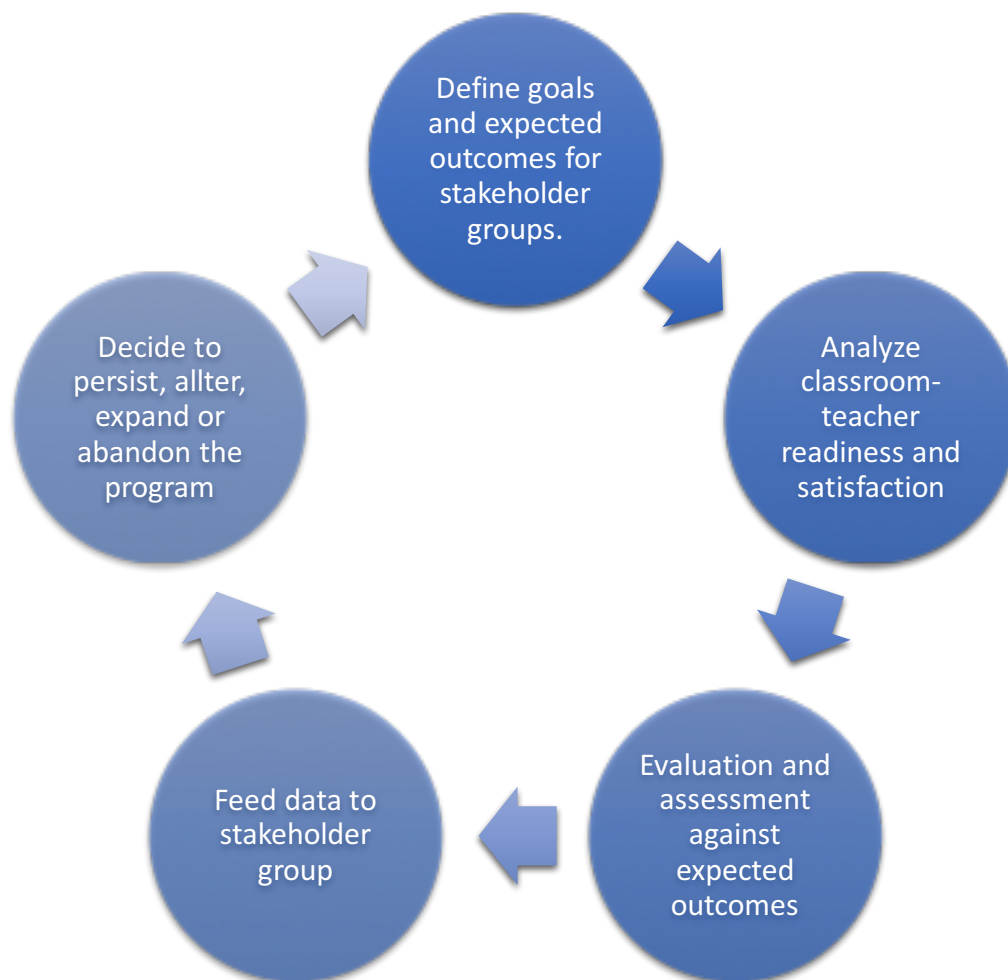 Define goals
and expected
outcomes for
stakeholder
groups.
Analyze
classroom-
teacher
readiness and
satisfaction
Evaluation and
assessment
against
expected
outcomes
Feed data to
stakeholder
group
Decide to
persist, allter,
expand or
abandon the
program